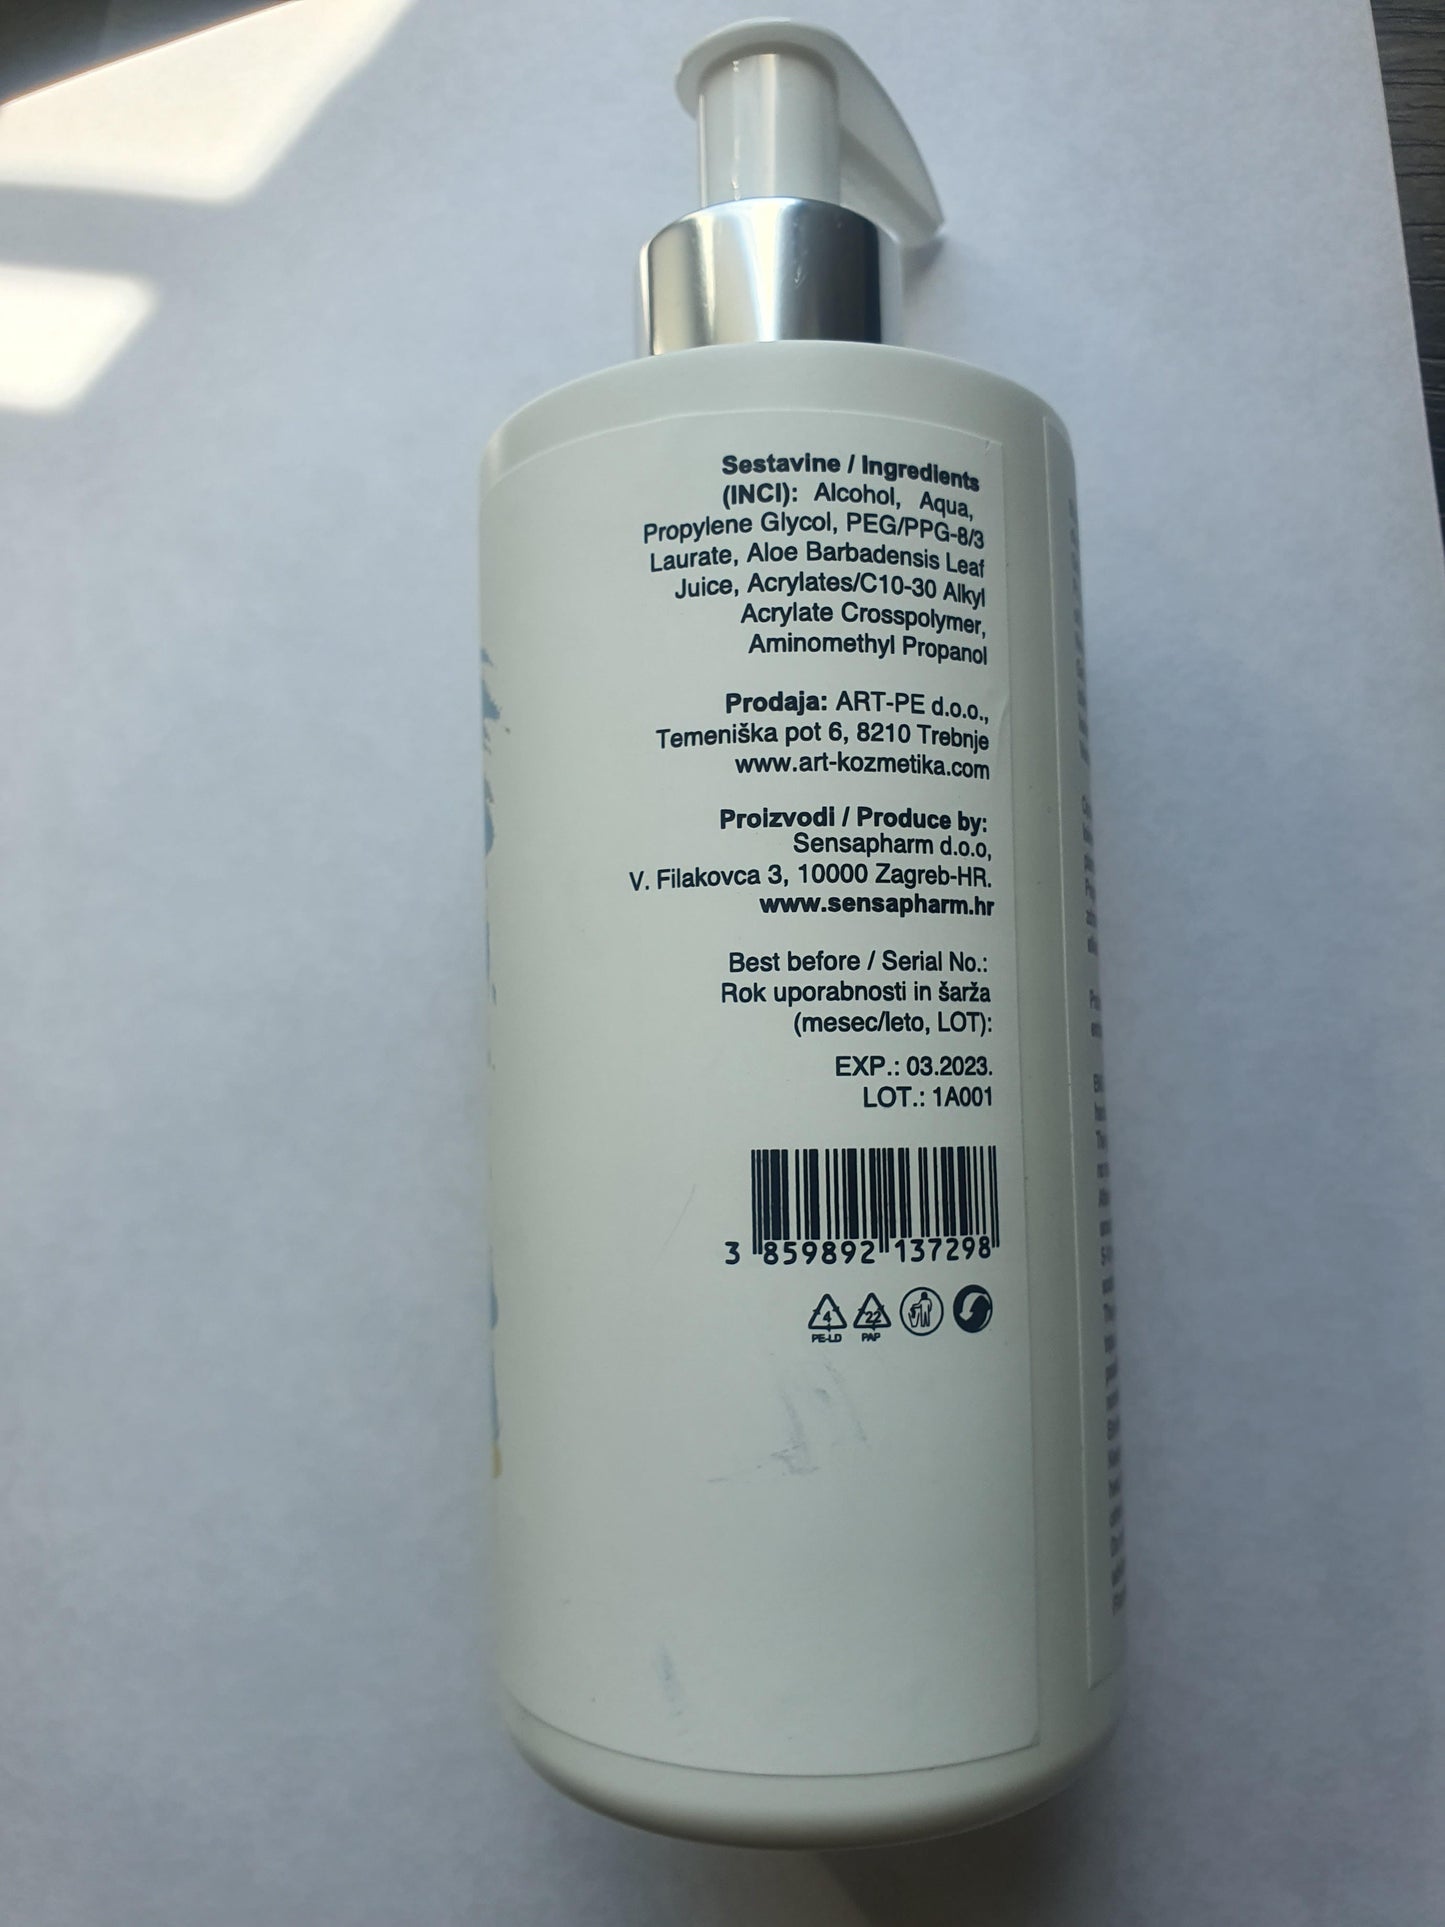 Sestavine / Ingredients
(INCI): Alcohol, Aqua,
Propylene Glycol, PEG/PPG-8/3
Laurate, Aloe Barbadensis Leaf
Juice, Acrylates/C10-30 Alkyl
Acrylate Crosspolymer,
Aminomethyl Propanol
Prodaja: ART-PE d.o.o.,
Temeniška pot 6, 8210 Trebnje
www.art-kozmetika.com
Proizvodi / Produce by:
Sensapharm d.o.o,
V. Filakovca 3, 10000 Zagreb-HR.
www.sensapharm.hr
Best before / Serial No.:
Rok uporabnosti in šarža
(mesec/leto, LOT):
EXP.: 03.2023.
LOT.: 1A001
3 859892 137298
4 22
PE-LD PAP